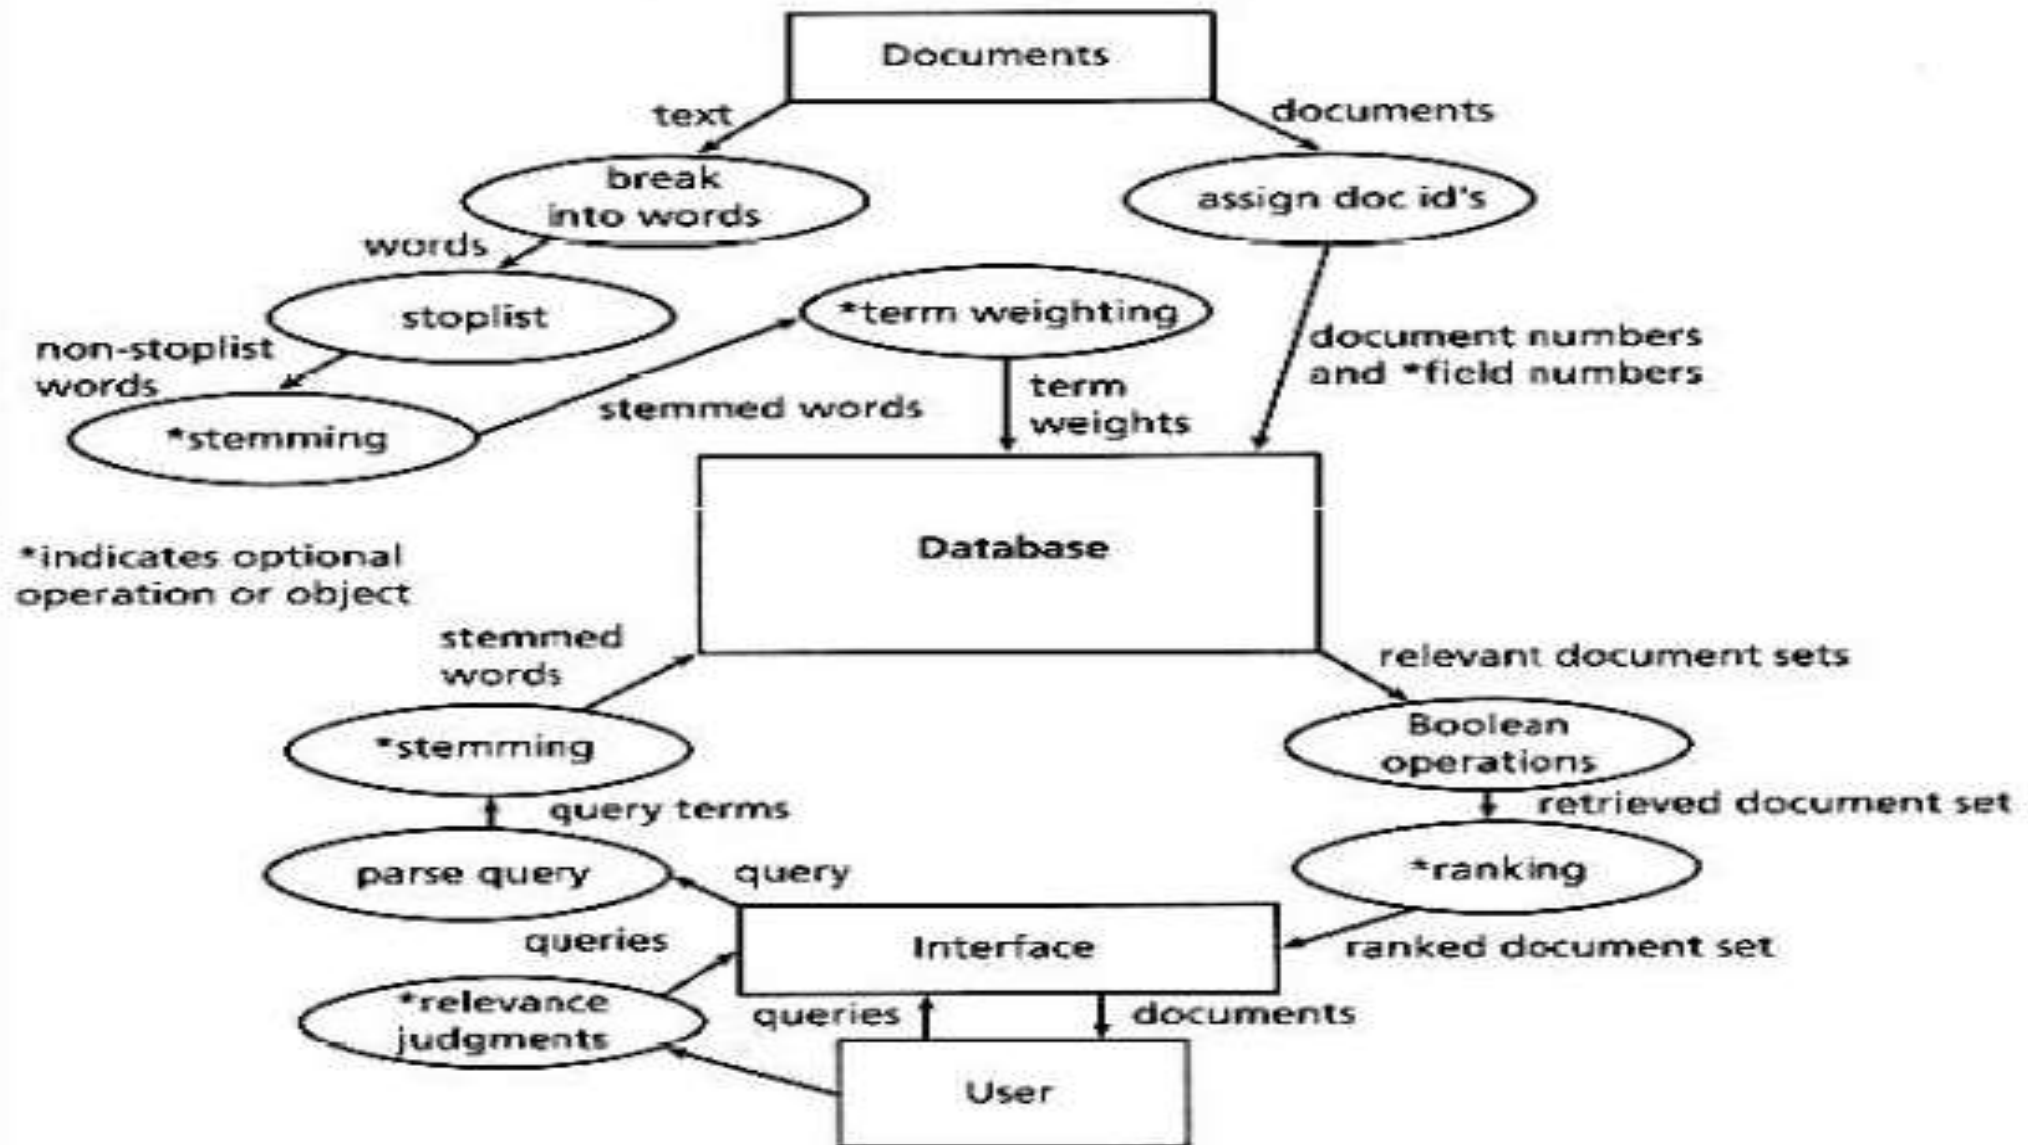 Documents
text
documents
break
into words
assign doc id's
words
stoplist
*term weighting
non-stoplist
words
document numbers
and *field numbers
term
weights
stemmed words
*stemming
Database
*indicates optional
operation or object
stemmed
words
relevant document sets
*stemming
Boolean
operations
query terms
retrieved document set
parse query
query
*ranking
queries
Interface
ranked document set
*relevance
judgments
queries
documents
User